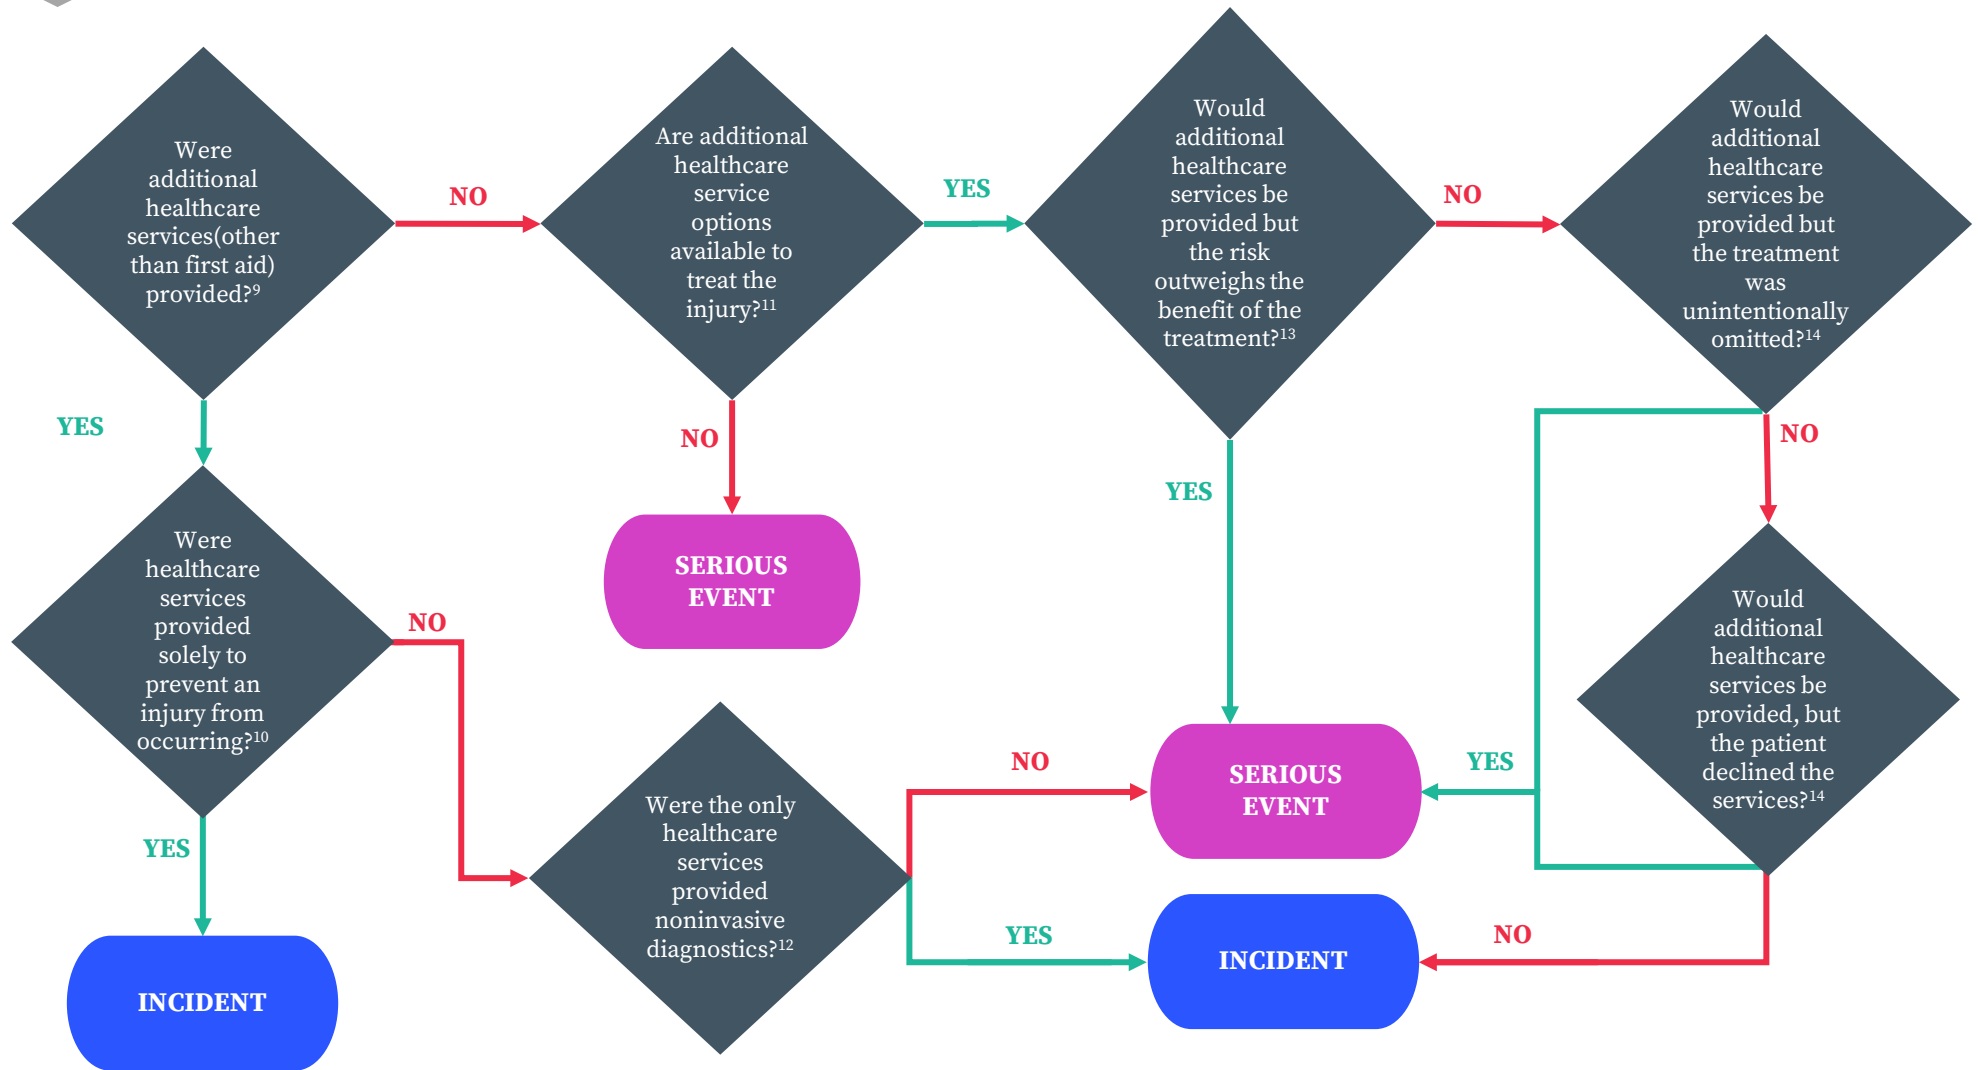 Were
additional
healthcare
services(other
than first aid)
provided?⁹
NO
Are additional
healthcare
service
options
available to
treat the
injury?¹¹
YES
Would
additional
healthcare
services be
provided but
the risk
outweighs the
benefit of the
treatment?¹³
NO
Would
additional
healthcare
services be
provided but
the treatment
was
unintentionally
omitted?¹⁴
YES
NO
YES
NO
Were
healthcare
services
provided
solely to
prevent an
injury from
occurring?¹⁰
NO
SERIOUS
EVENT
Would
additional
healthcare
services be
provided, but
the patient
declined the
services?¹⁴
YES
Were the only
healthcare
services
provided
noninvasive
diagnostics?¹²
NO
SERIOUS
EVENT
YES
YES
INCIDENT
NO
INCIDENT